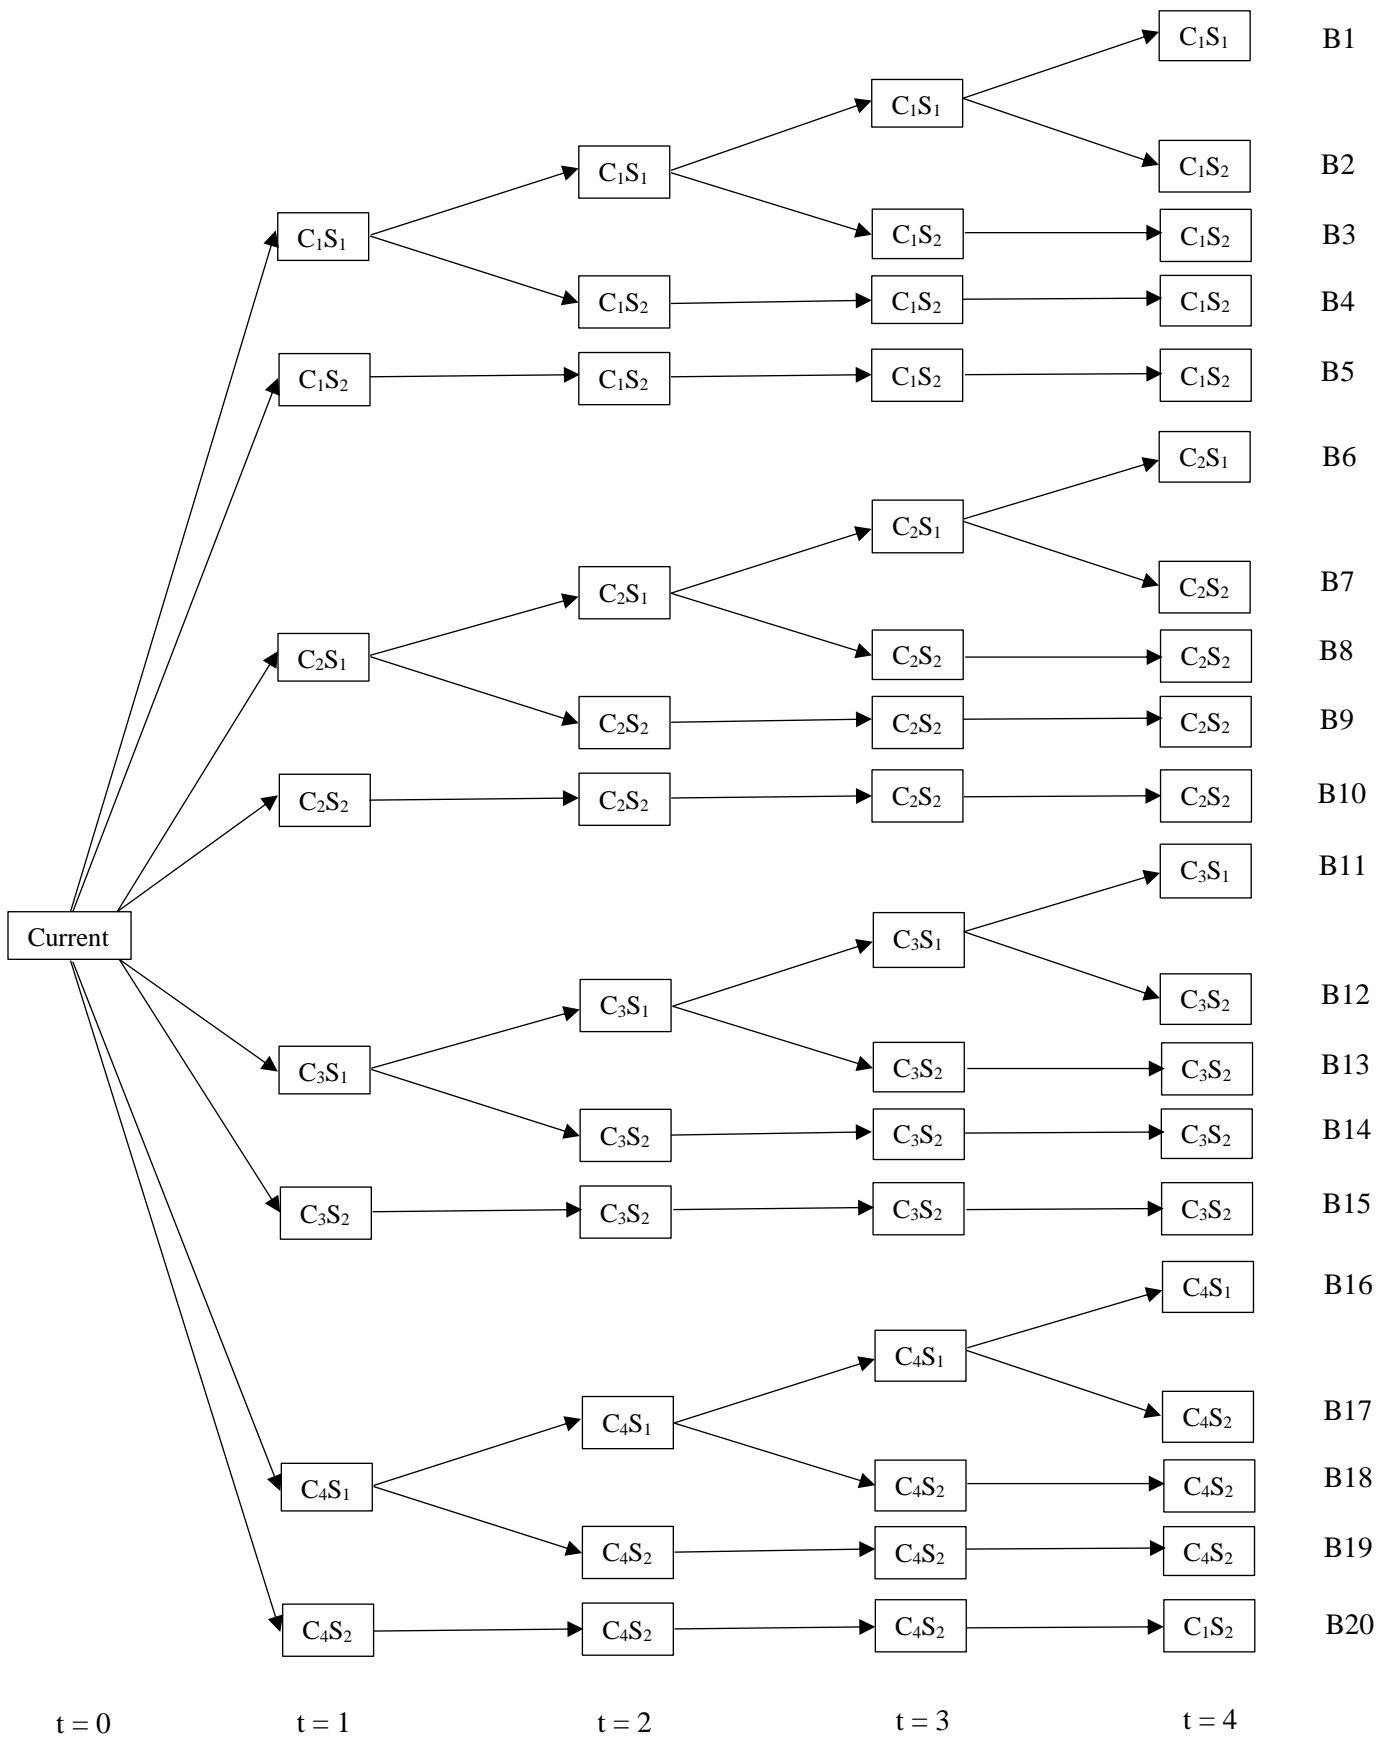 C₁S₁ B1
C₁S₁
C₁S₁ C₁S₂ B2
C₁S₁ C₁S₂ C₁S₂ B3
C₁S₂ C₁S₂ C₁S₂ B4
C₁S₂ C₁S₂ C₁S₂ C₁S₂ B5
C₂S₁ B6
C₂S₁
C₂S₁ C₂S₂ B7
C₂S₁ C₂S₂ C₂S₂ B8
C₂S₂ C₂S₂ C₂S₂ B9
C₂S₂ C₂S₂ C₂S₂ C₂S₂ B10
C₃S₁ B11
Current C₃S₁
C₃S₁ C₃S₂ B12
C₃S₁ C₃S₂ C₃S₂ B13
C₃S₂ C₃S₂ C₃S₂ B14
C₃S₂ C₃S₂ C₃S₂ C₃S₂ B15
C₄S₁ B16
C₄S₁
C₄S₁ C₄S₂ B17
C₄S₁ C₄S₂ C₄S₂ B18
C₄S₂ C₄S₂ C₄S₂ B19
C₄S₂ C₄S₂ C₄S₂ C₁S₂ B20
t = 0 t = 1 t = 2 t = 3 t = 4